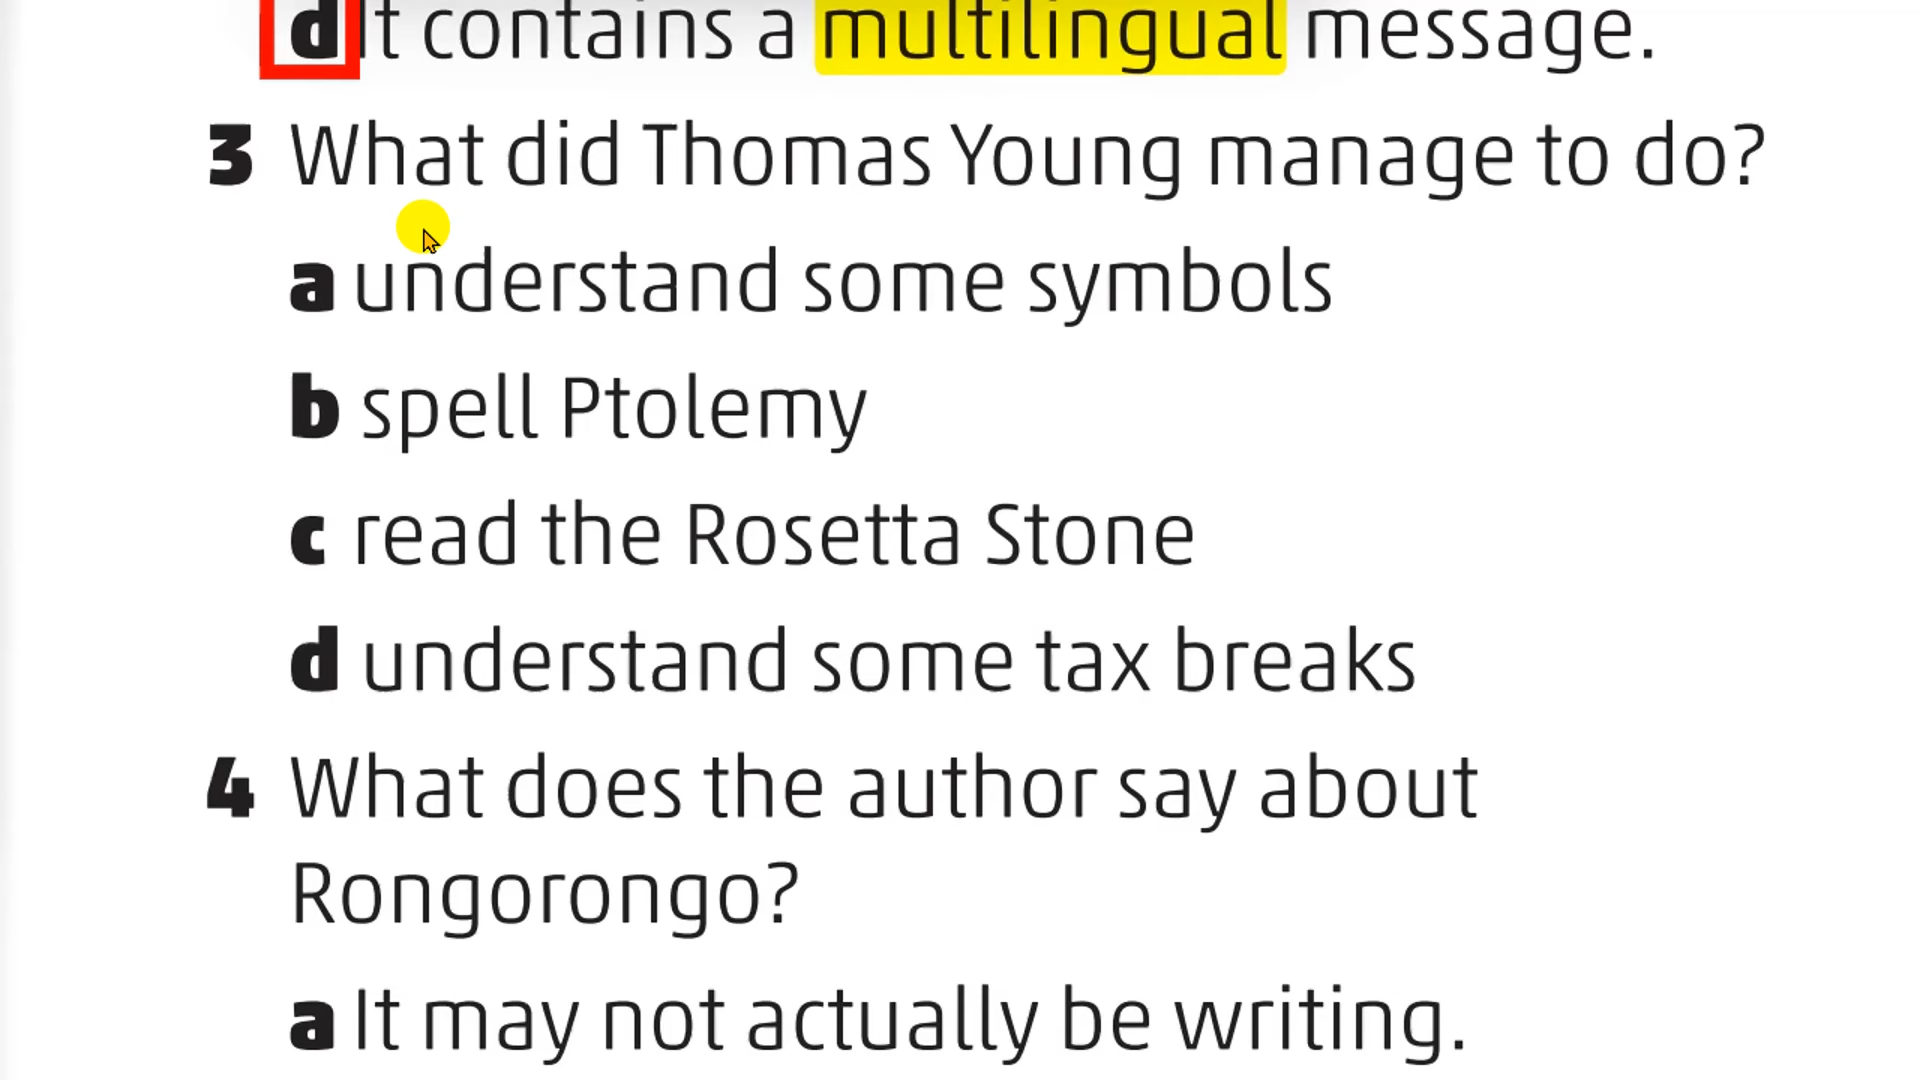 d It contains a multilingual message.
3 What did Thomas Young manage to do?
a understand some symbols
b spell Ptolemy
c read the Rosetta Stone
d understand some tax breaks
4 What does the author say about
Rongorongo?
a It may not actually be writing.